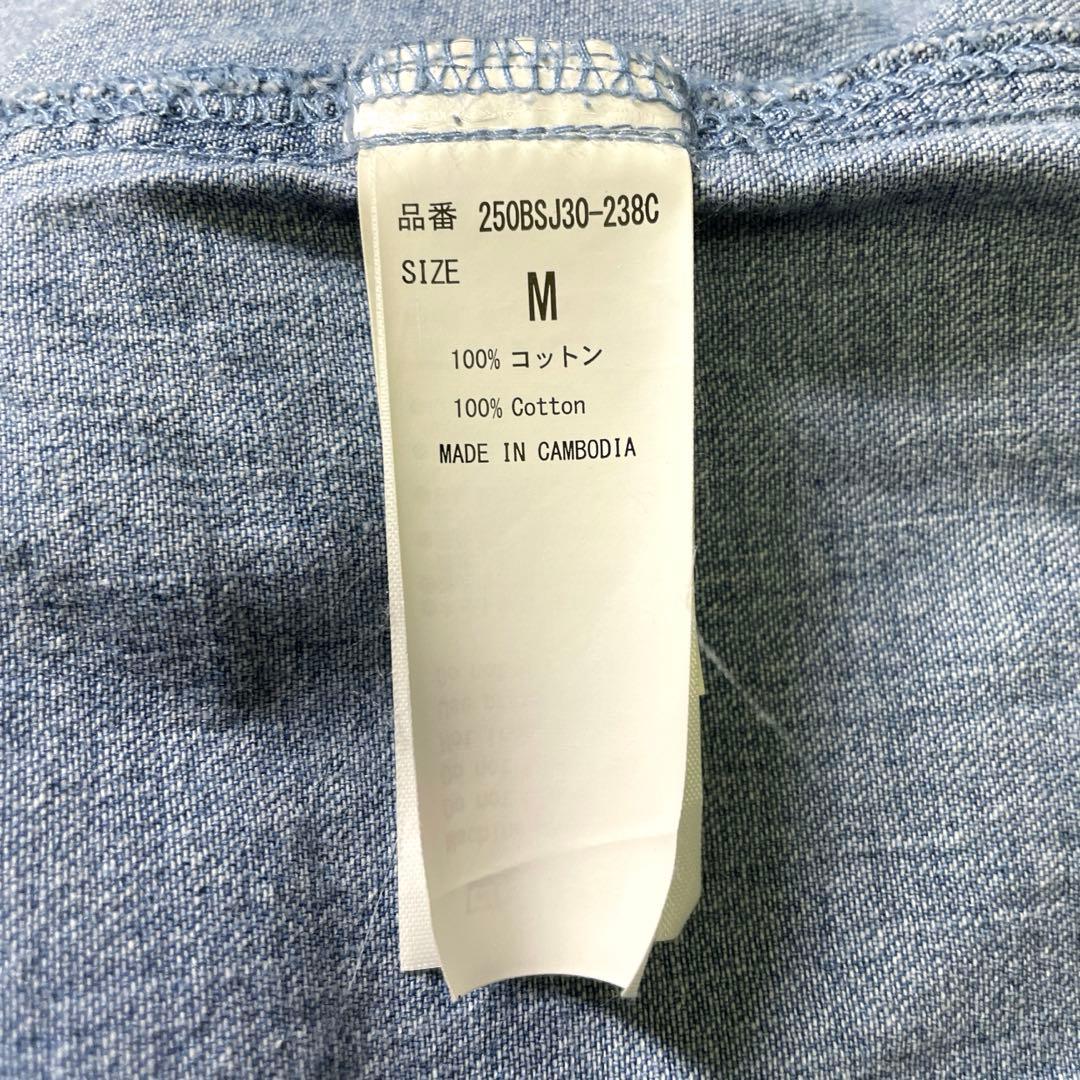 品番 250BSJ30-238C
SIZE
M
100% コットン
100% Cotton
MADE IN CAMBODIA